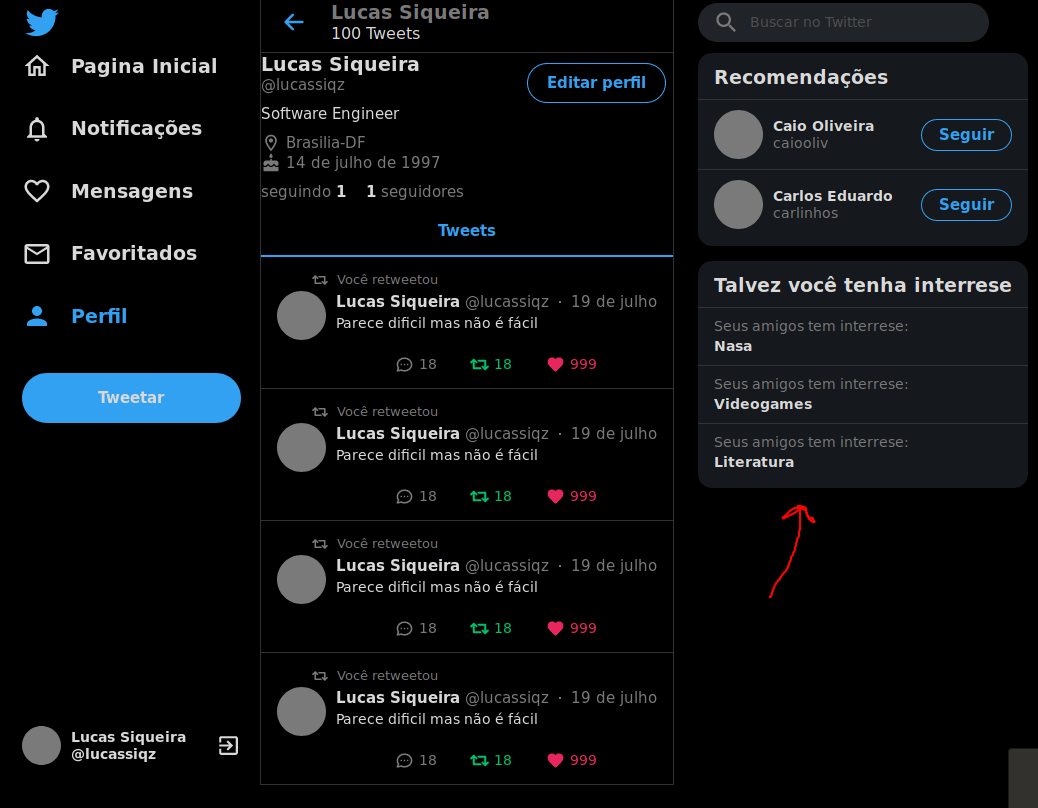 Pagina Inicial
Notificações
Mensagens
Favoritados
Perfil
Tweetar
Lucas Siqueira
@lucassiqz
Lucas Siqueira
100 Tweets
Lucas Siqueira
@lucassiqz
Editar perfil
Software Engineer
Brasilia-DF
14 de julho de 1997
seguindo 1 1 seguidores
Tweets
Você retweetou
Lucas Siqueira @lucassiqz · 19 de julho
Parece dificil mas não é fácil
18 18 999
Você retweetou
Lucas Siqueira @lucassiqz · 19 de julho
Parece dificil mas não é fácil
18 18 999
Você retweetou
Lucas Siqueira @lucassiqz · 19 de julho
Parece dificil mas não é fácil
18 18 999
Você retweetou
Lucas Siqueira @lucassiqz · 19 de julho
Parece dificil mas não é fácil
18 18 999
Buscar no Twitter
Recomendações
Caio Oliveira
caiooliv
Seguir
Carlos Eduardo
carlinhos
Seguir
Talvez você tenha interrese
Seus amigos tem interrese:
Nasa
Seus amigos tem interrese:
Videogames
Seus amigos tem interrese:
Literatura